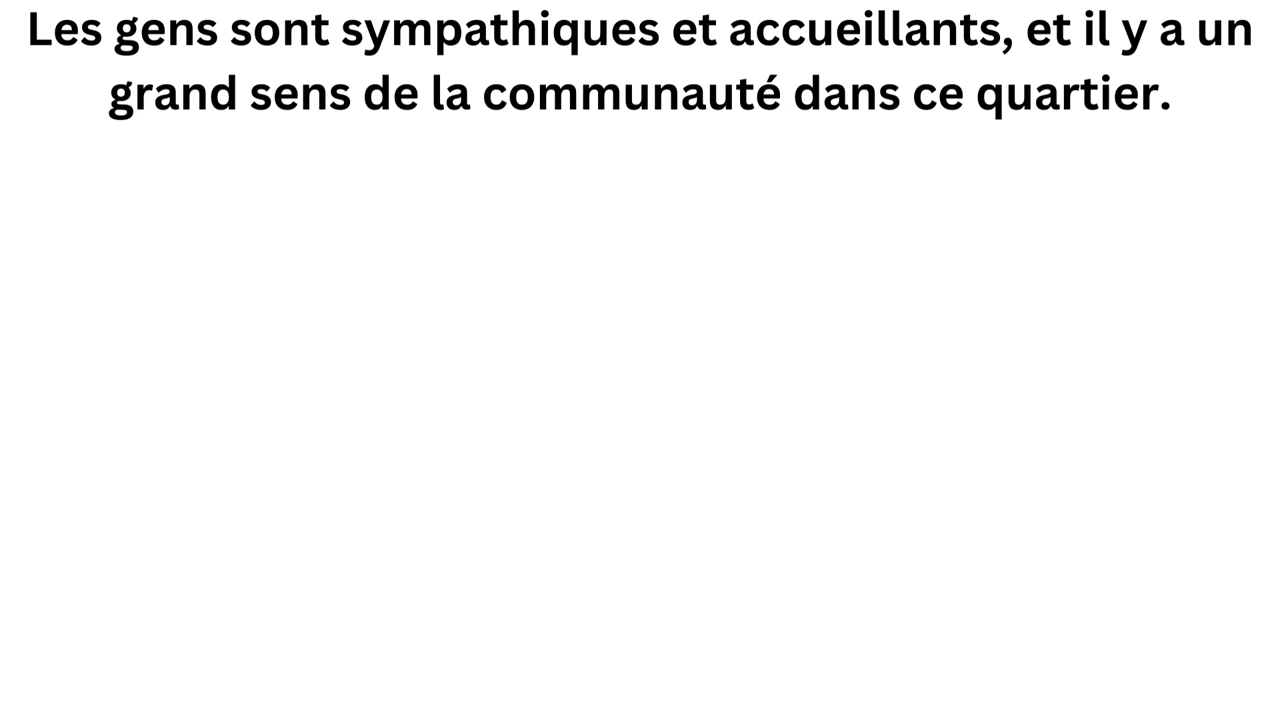 Les gens sont sympathiques et accueillants, et il y a un
grand sens de la communauté dans ce quartier.